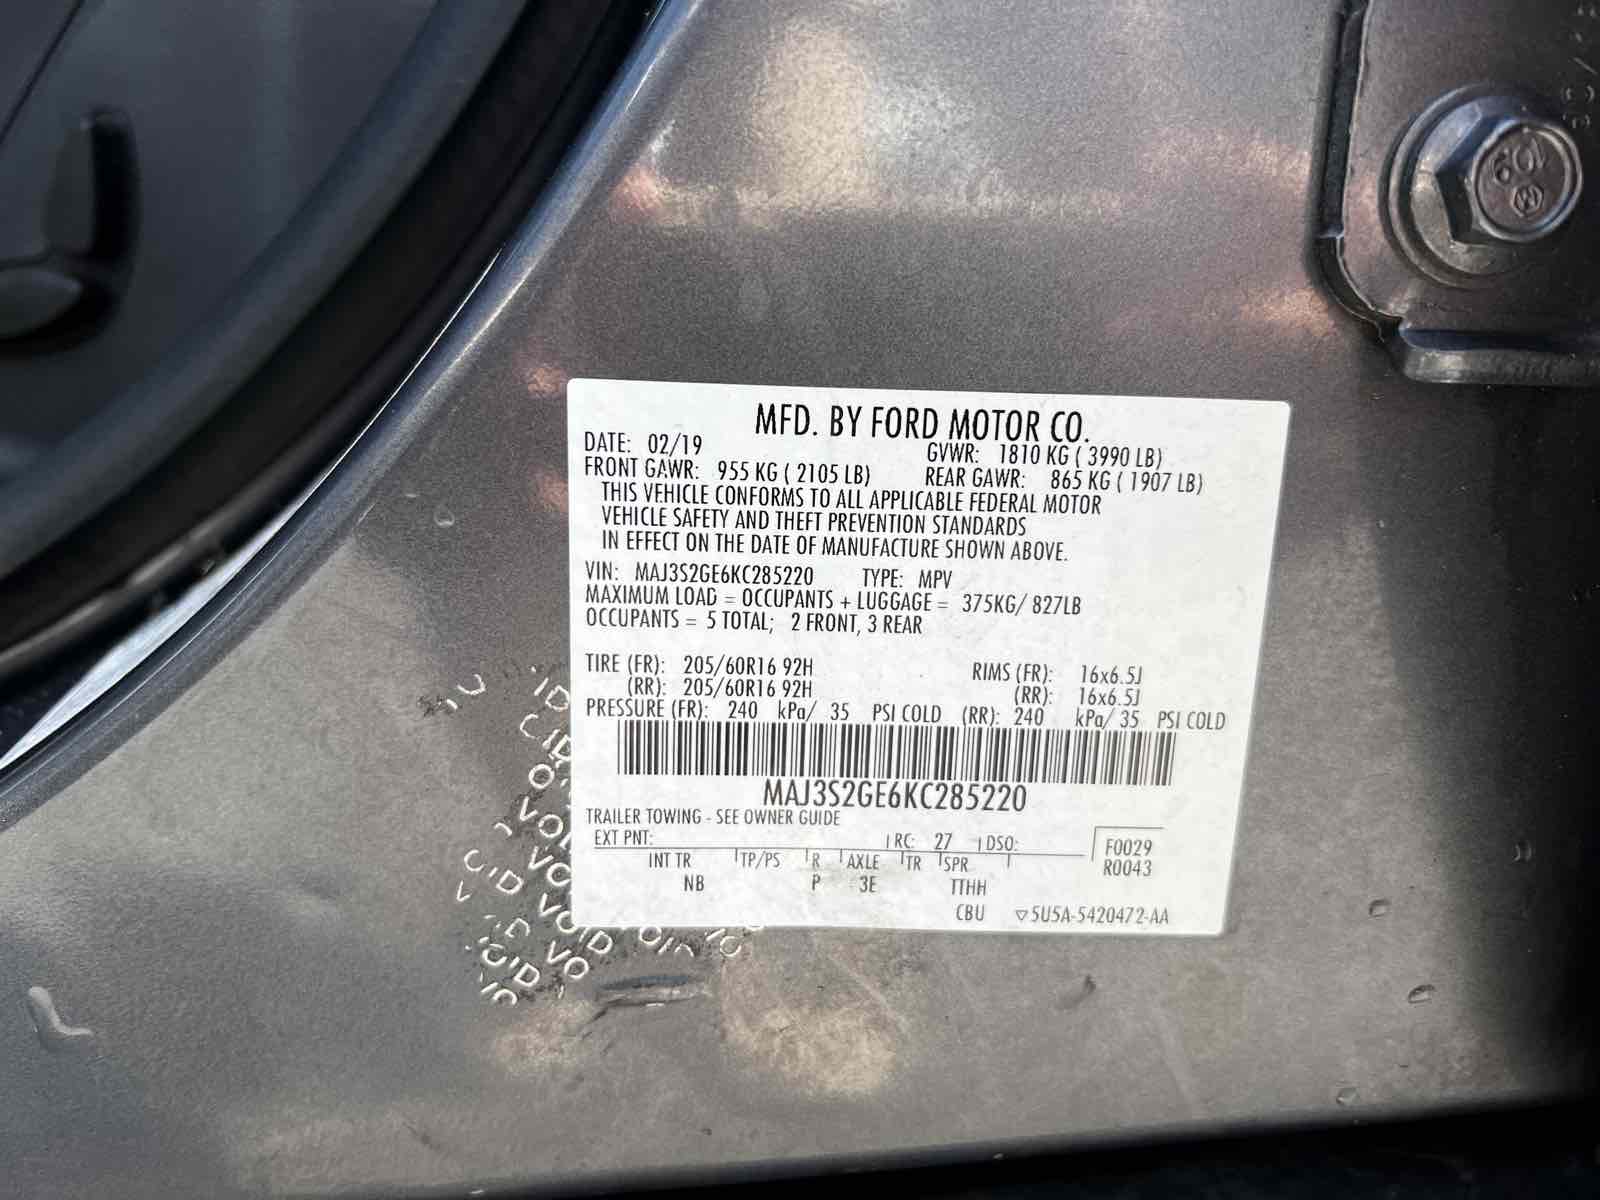 MFD. BY FORD MOTOR CO.
DATE: 02/19 GVWR: 1810 KG ( 3990 LB)
FRONT GAWR: 955 KG ( 2105 LB) REAR GAWR: 865 KG ( 1907 LB)
THIS VEHICLE CONFORMS TO ALL APPLICABLE FEDERAL MOTOR
VEHICLE SAFETY AND THEFT PREVENTION STANDARDS
IN EFFECT ON THE DATE OF MANUFACTURE SHOWN ABOVE.
VIN: MAJ3S2GE6KC285220 TYPE: MPV
MAXIMUM LOAD = OCCUPANTS + LUGGAGE = 375KG/ 827LB
OCCUPANTS = 5 TOTAL; 2 FRONT, 3 REAR
TIRE (FR): 205/60R16 92H RIMS (FR): 16x6.5J
(RR): 205/60R16 92H (RR): 16x6.5J
PRESSURE (FR): 240 kPa/ 35 PSI COLD (RR): 240 kPa/ 35 PSI COLD
MAJ3S2GE6KC285220
TRAILER TOWING - SEE OWNER GUIDE
EXT PNT: RC: 27 DSO: F0029
R0043
INT TR TP/PS R AXLE TR SPR
NB P 3E TTHH
CBU ▽5U5A-5420472-AA
VOID
VOID
109